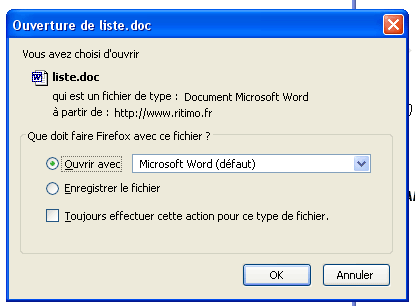 Ouverture de liste.doc
Vous avez choisi d'ouvrir
liste.doc
qui est un fichier de type : Document Microsoft Word
à partir de : http://www.ritimo.fr
Que doit faire Firefox avec ce fichier ?
Ouvrir avec Microsoft Word (défaut)
Enregistrer le fichier
Toujours effectuer cette action pour ce type de fichier.
OK Annuler